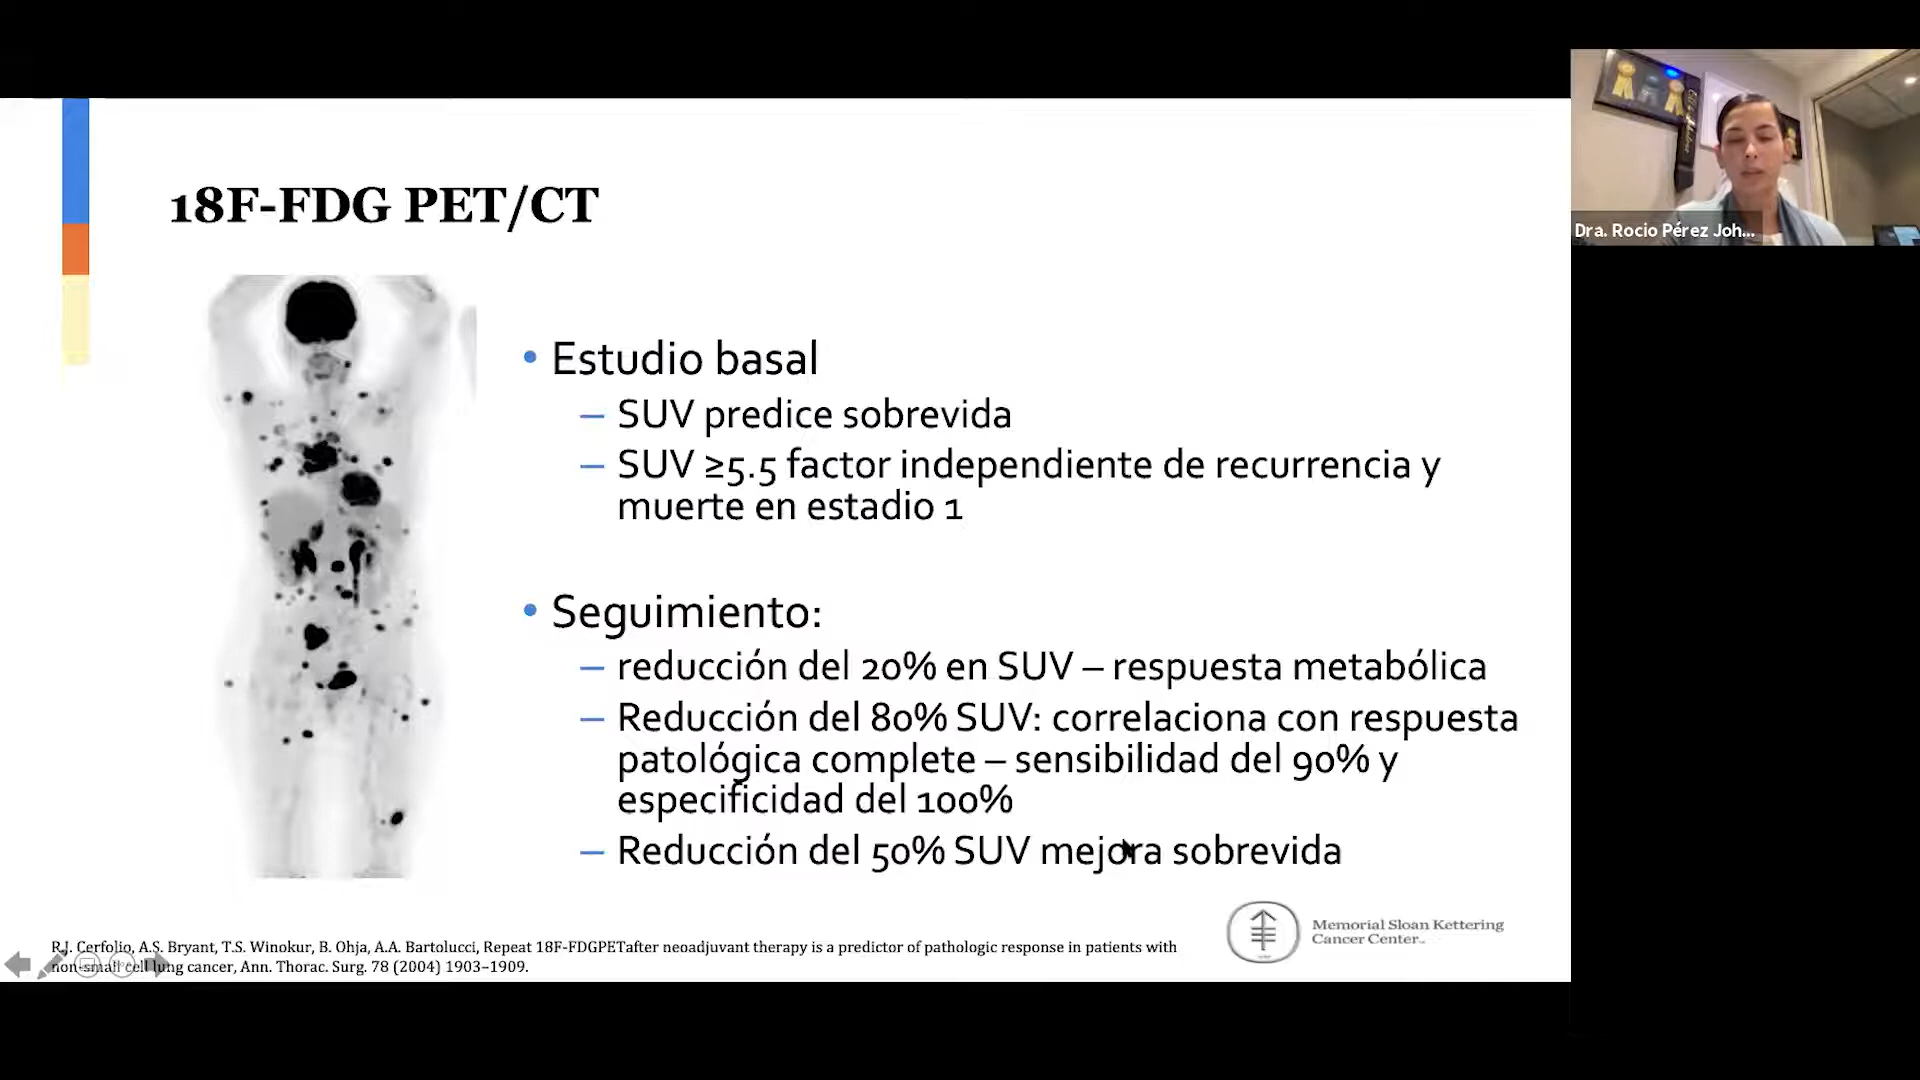 18F-FDG PET/CT
• Estudio basal
– SUV predice sobrevida
– SUV ≥5.5 factor independiente de recurrencia y
muerte en estadio 1
• Seguimiento:
– reducción del 20% en SUV – respuesta metabólica
– Reducción del 80% SUV: correlaciona con respuesta
patológica complete – sensibilidad del 90% y
especificidad del 100%
– Reducción del 50% SUV mejora sobrevida
Memorial Sloan Kettering
Cancer Center
R.J. Cerfolio, A.S. Bryant, T.S. Winokur, B. Ohja, A.A. Bartolucci, Repeat 18F-FDGPETafter neoadjuvant therapy is a predictor of pathologic response in patients with
non-small cell lung cancer, Ann. Thorac. Surg. 78 (2004) 1903–1909.
Dra. Rocio Pérez Joh...